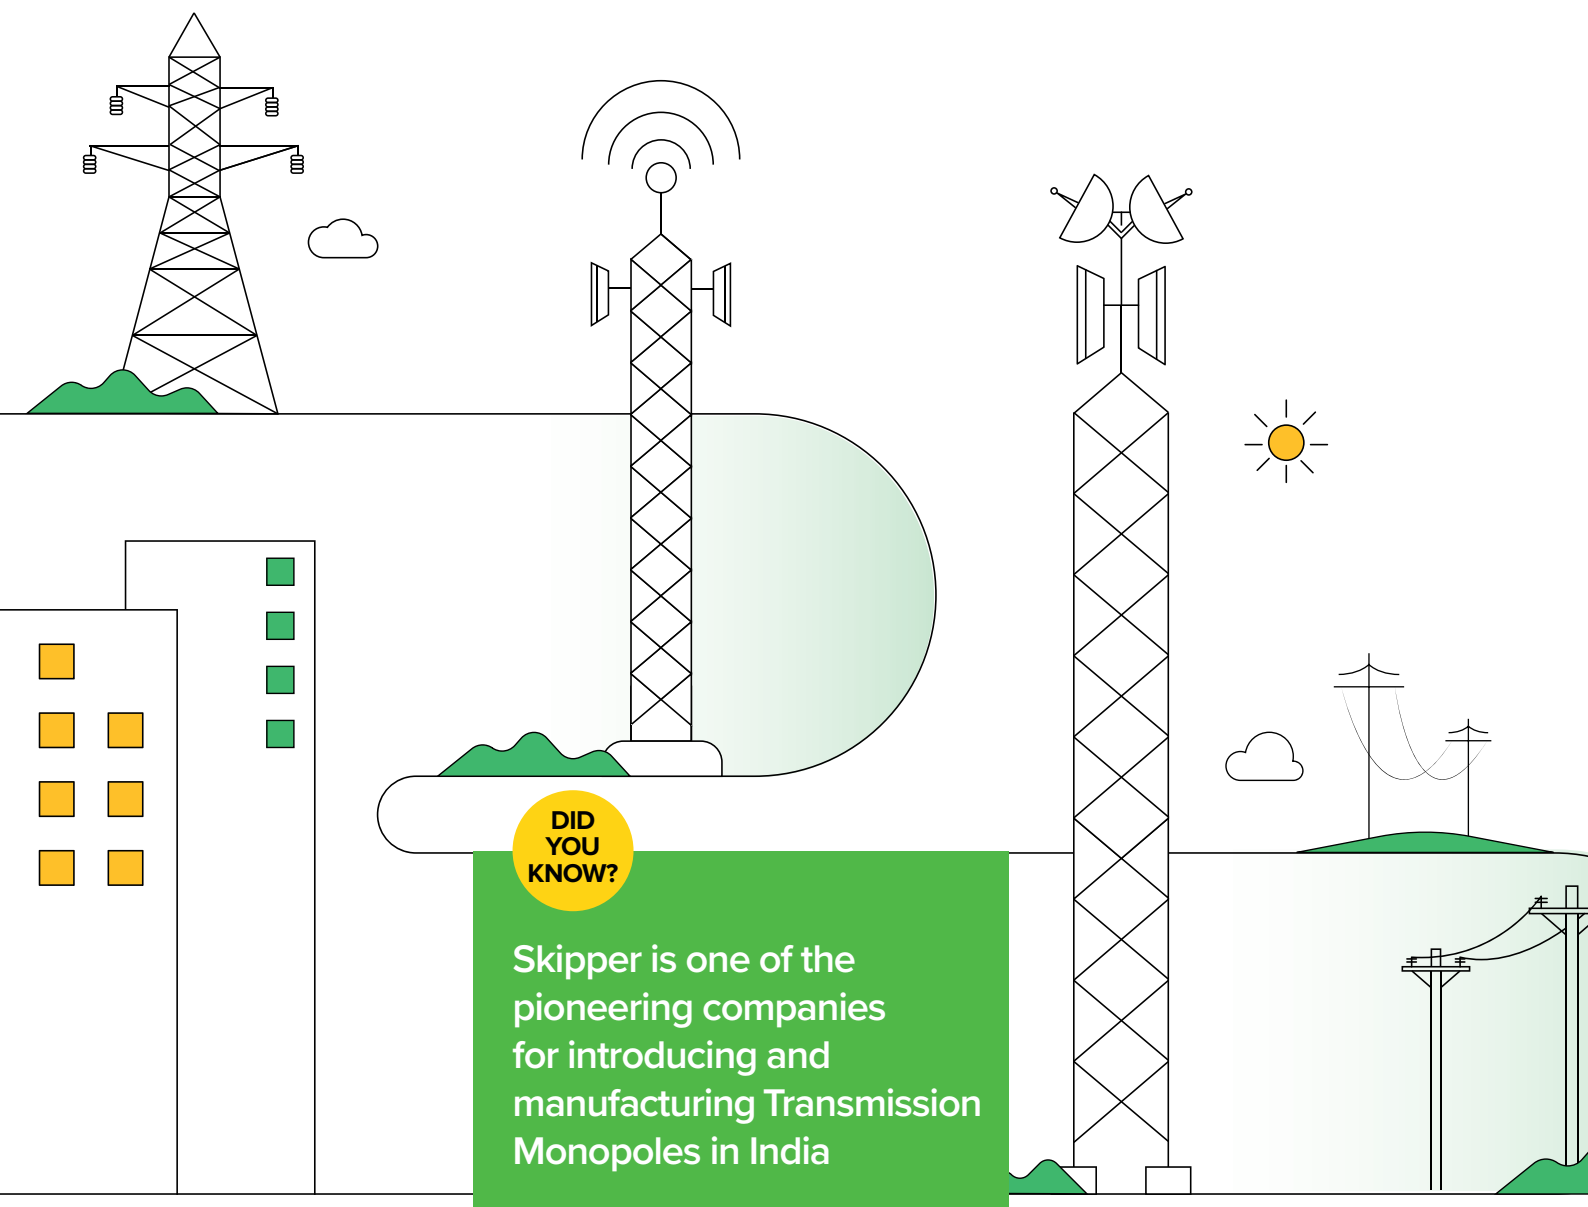 DID
YOU
KNOW?
Skipper is one of the
pioneering companies
for introducing and
manufacturing Transmission
Monopoles in India